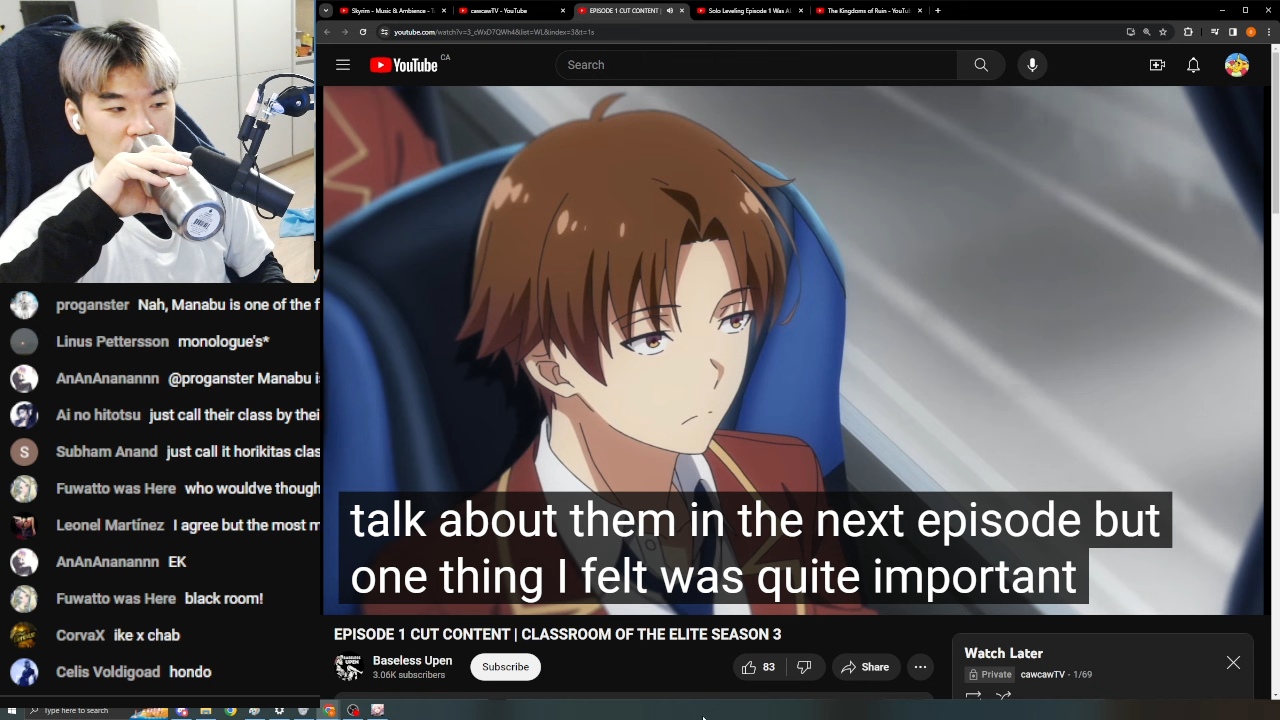 Skyrim - Music & Ambience - T
cawcawTV - YouTube
EPISODE 1 CUT CONTENT |
Solo Leveling Episode 1 Was A
The Kingdoms of Ruin - YouTu
youtube.com/watch?v=3_cWxD7QWh4&list=WL&index=3&t=1s
YouTube CA
Search
proganster Nah, Manabu is one of the f
Linus Pettersson monologue's*
AnAnAnanannn @proganster Manabu is
Ai no hitotsu just call their class by thei
S Subham Anand just call it horikitas clas
Fuwatto was Here who wouldve though
Leonel Martínez I agree but the most m
AnAnAnanannn EK
Fuwatto was Here black room!
CorvaX ike x chab
Celis Voldigoad hondo
talk about them in the next episode but
one thing I felt was quite important
EPISODE 1 CUT CONTENT | CLASSROOM OF THE ELITE SEASON 3
Baseless Upen
3.06K subscribers
Subscribe
83
Share
Watch Later
Private cawcawTV - 1/69
Type here to search